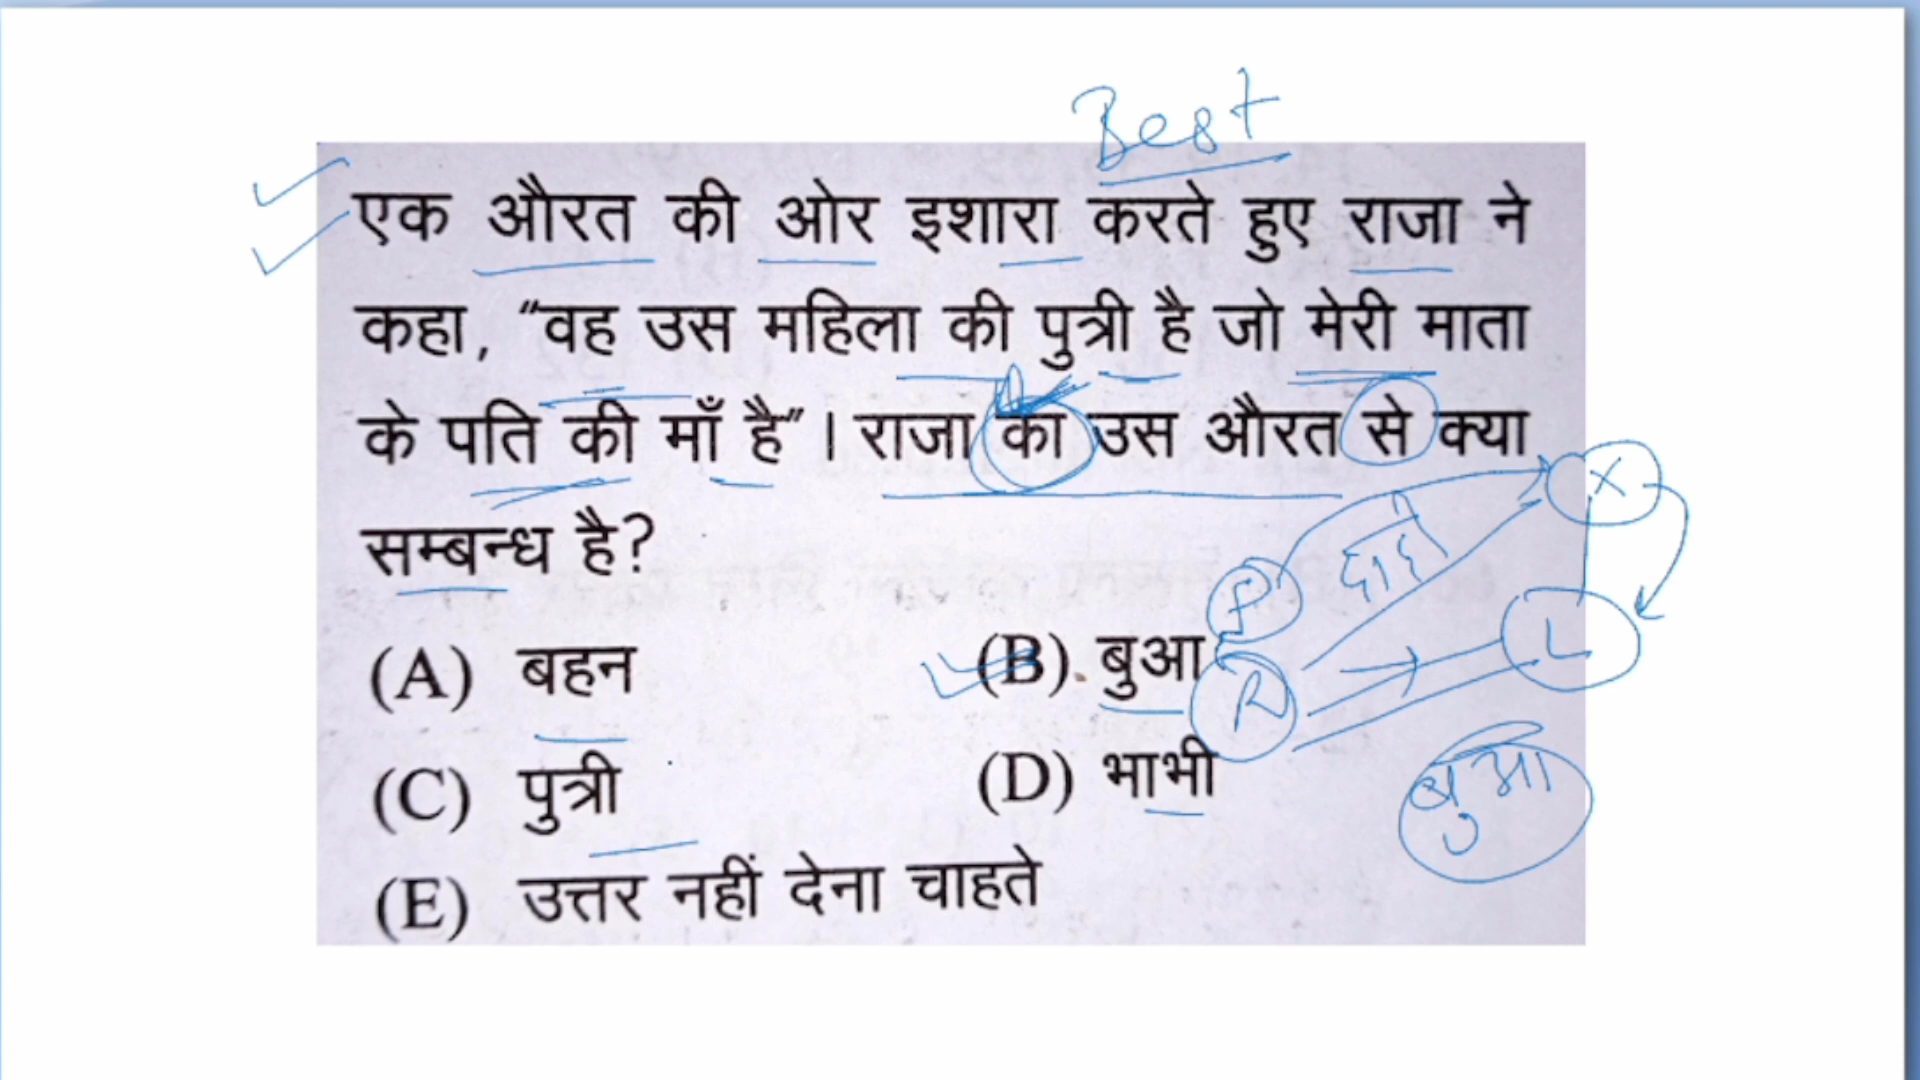 Best
एक औरत की ओर इशारा करते हुए राजा ने
कहा, "वह उस महिला की पुत्री है जो मेरी माता
के पति की माँ है"। राजा का उस औरत से क्या
सम्बन्ध है?
X
दादी
L
R
(A) बहन (B) बुआ
(C) पुत्री (D) भाभी
बुआ
(E) उत्तर नहीं देना चाहते